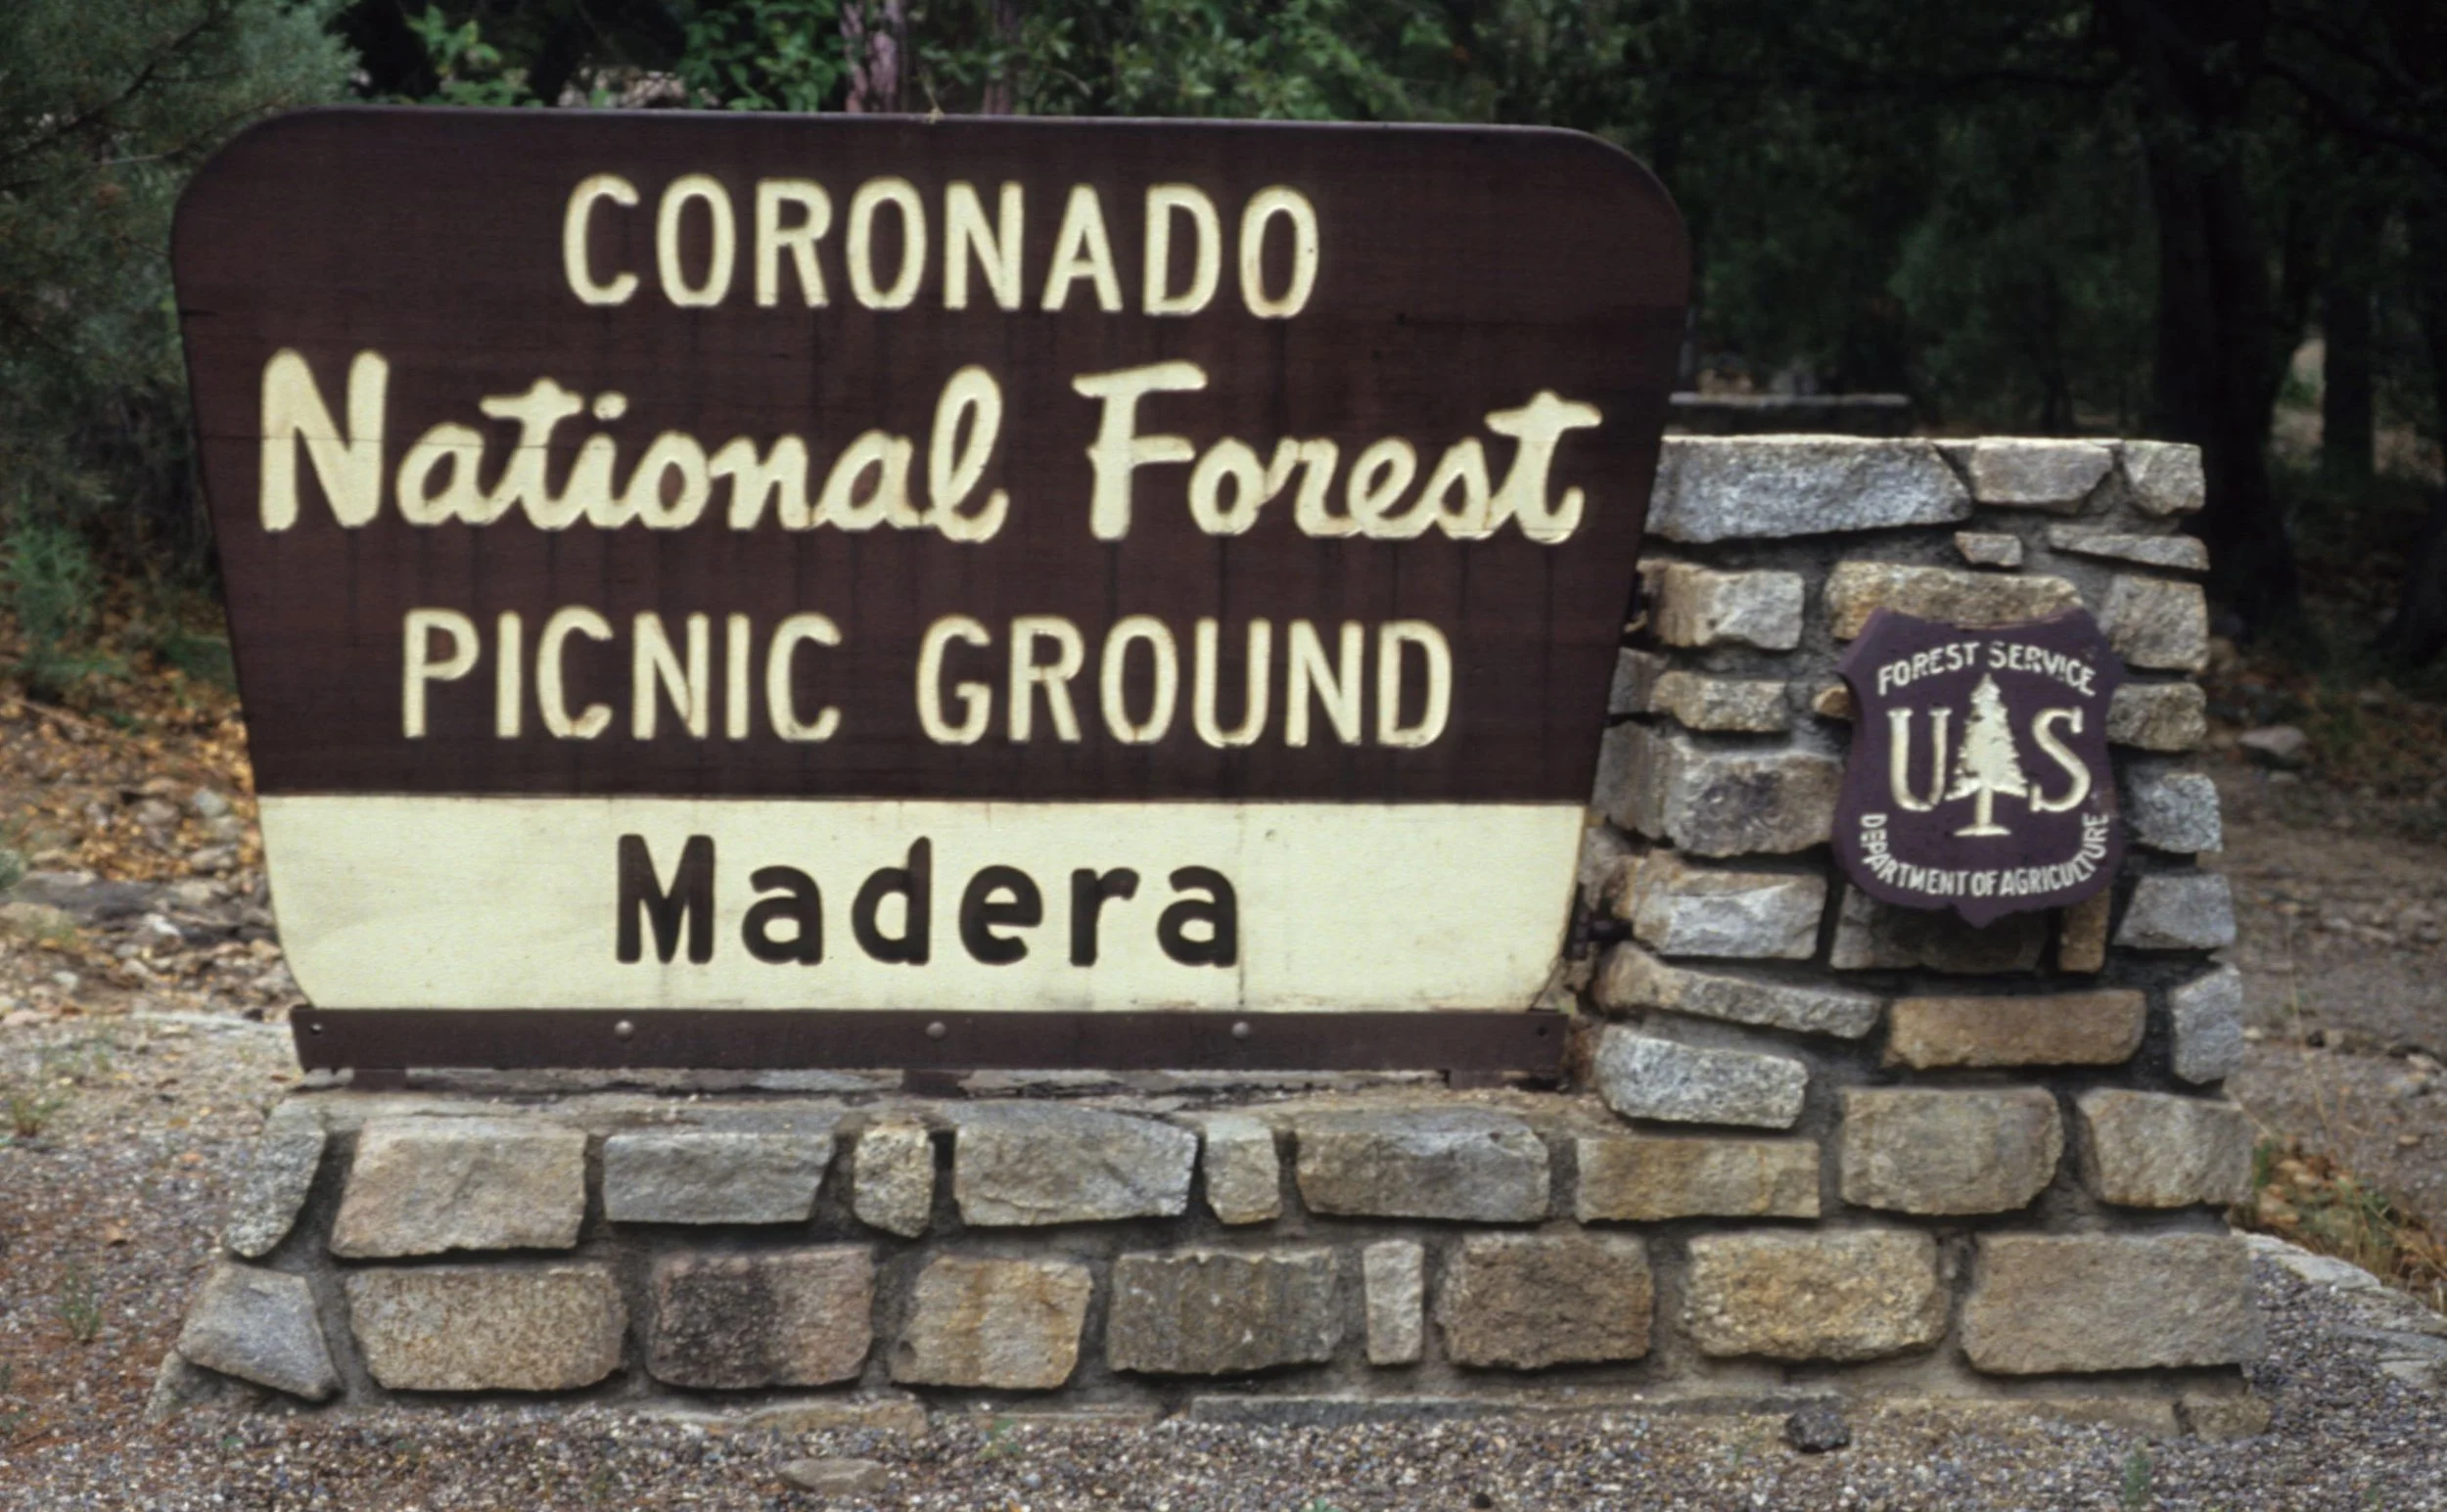 CORONADO
National Forest
PICNIC GROUND
Madera
FOREST SERVICE
U S
DEPARTMENT OF AGRICULTURE